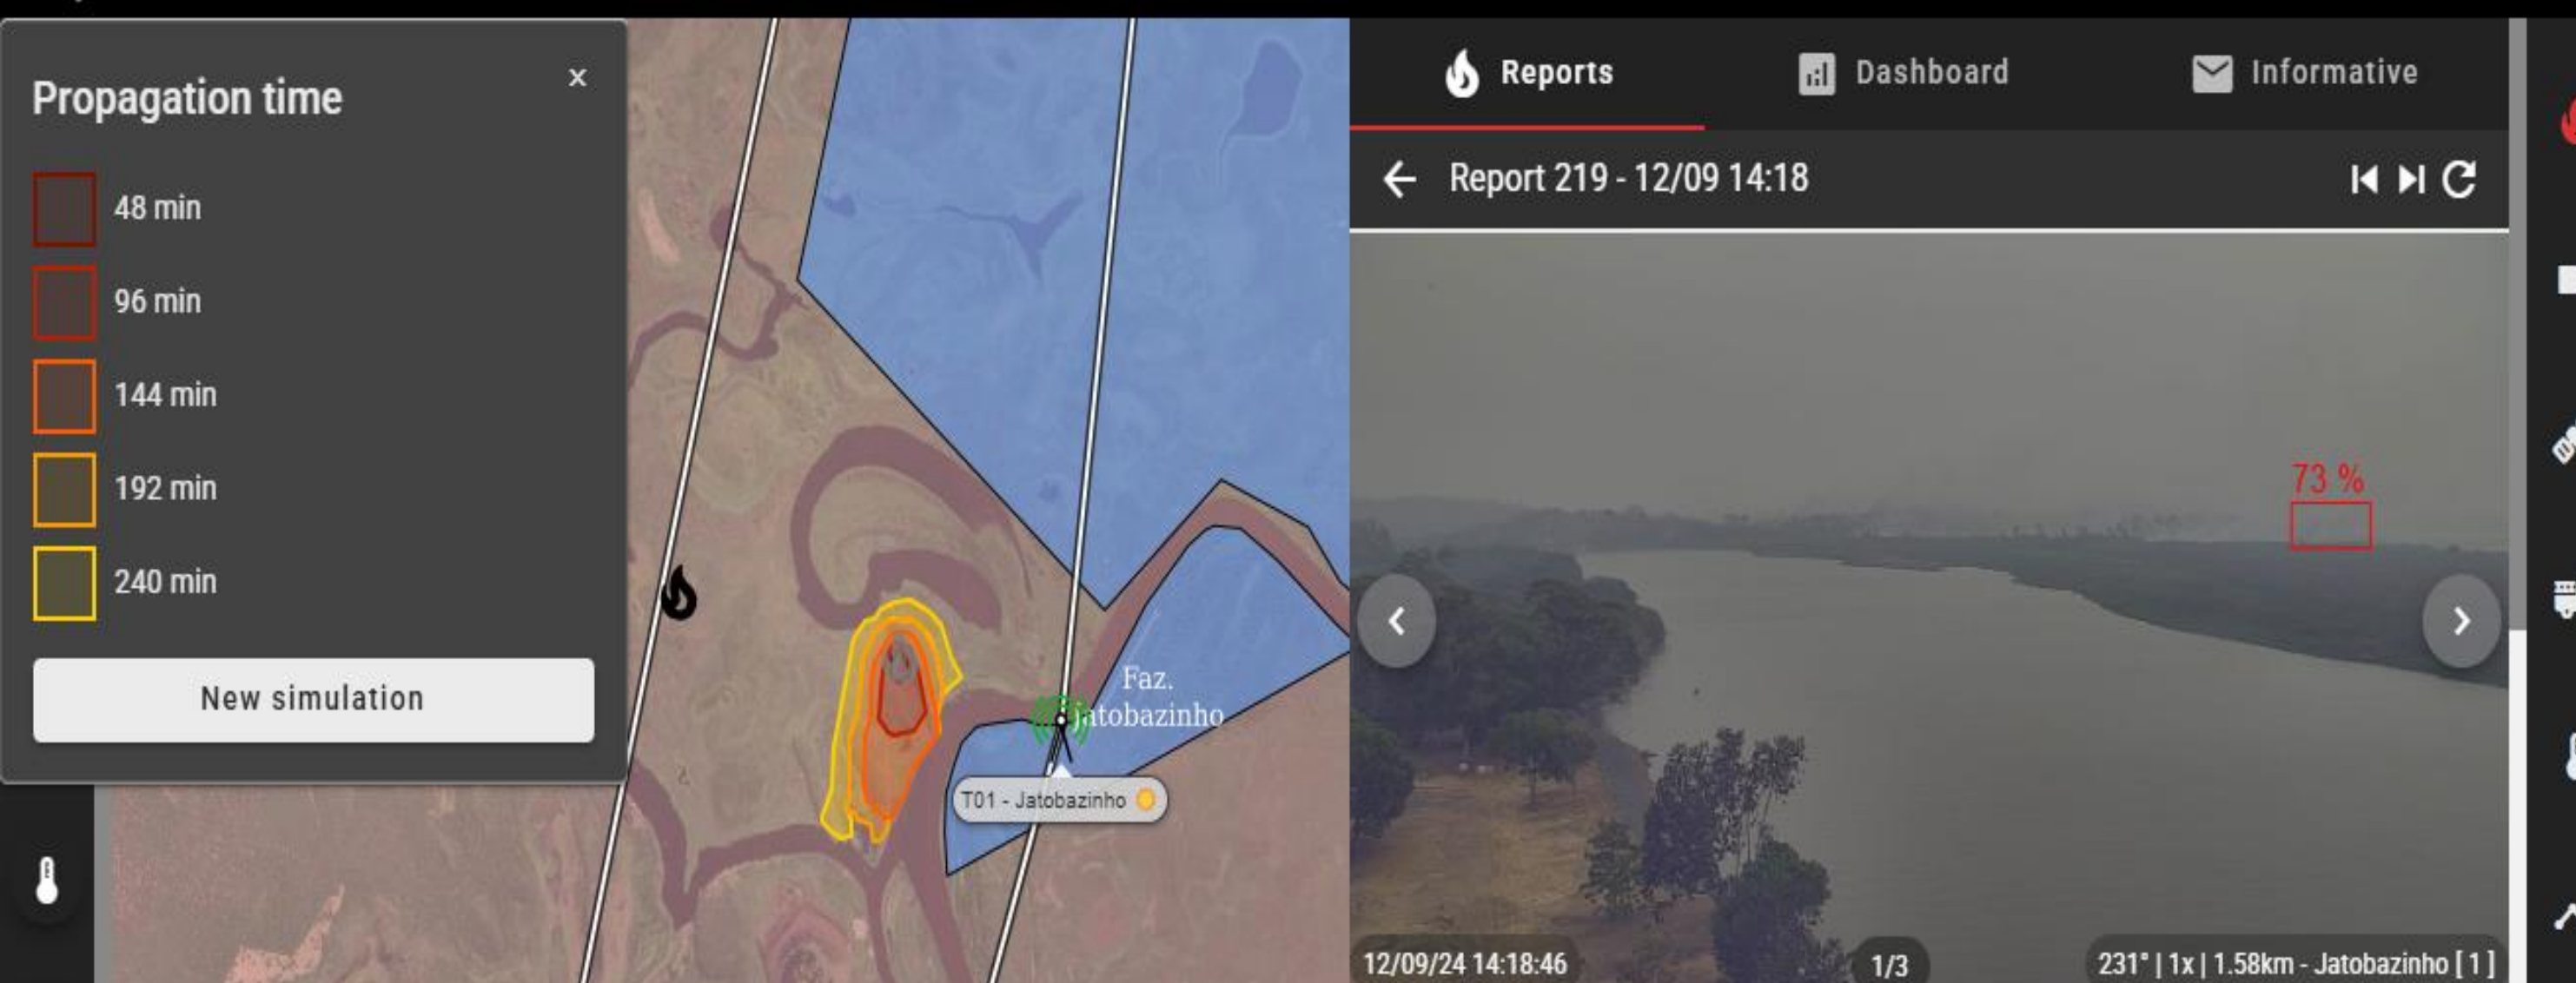 Propagation time
x
48 min
96 min
144 min
192 min
240 min
New simulation
Faz.
Jatobazinho
T01 - Jatobazinho
Reports
Dashboard
Informative
Report 219 - 12/09 14:18
73 %
12/09/24 14:18:46
1/3
231° | 1x | 1.58km - Jatobazinho [ 1 ]